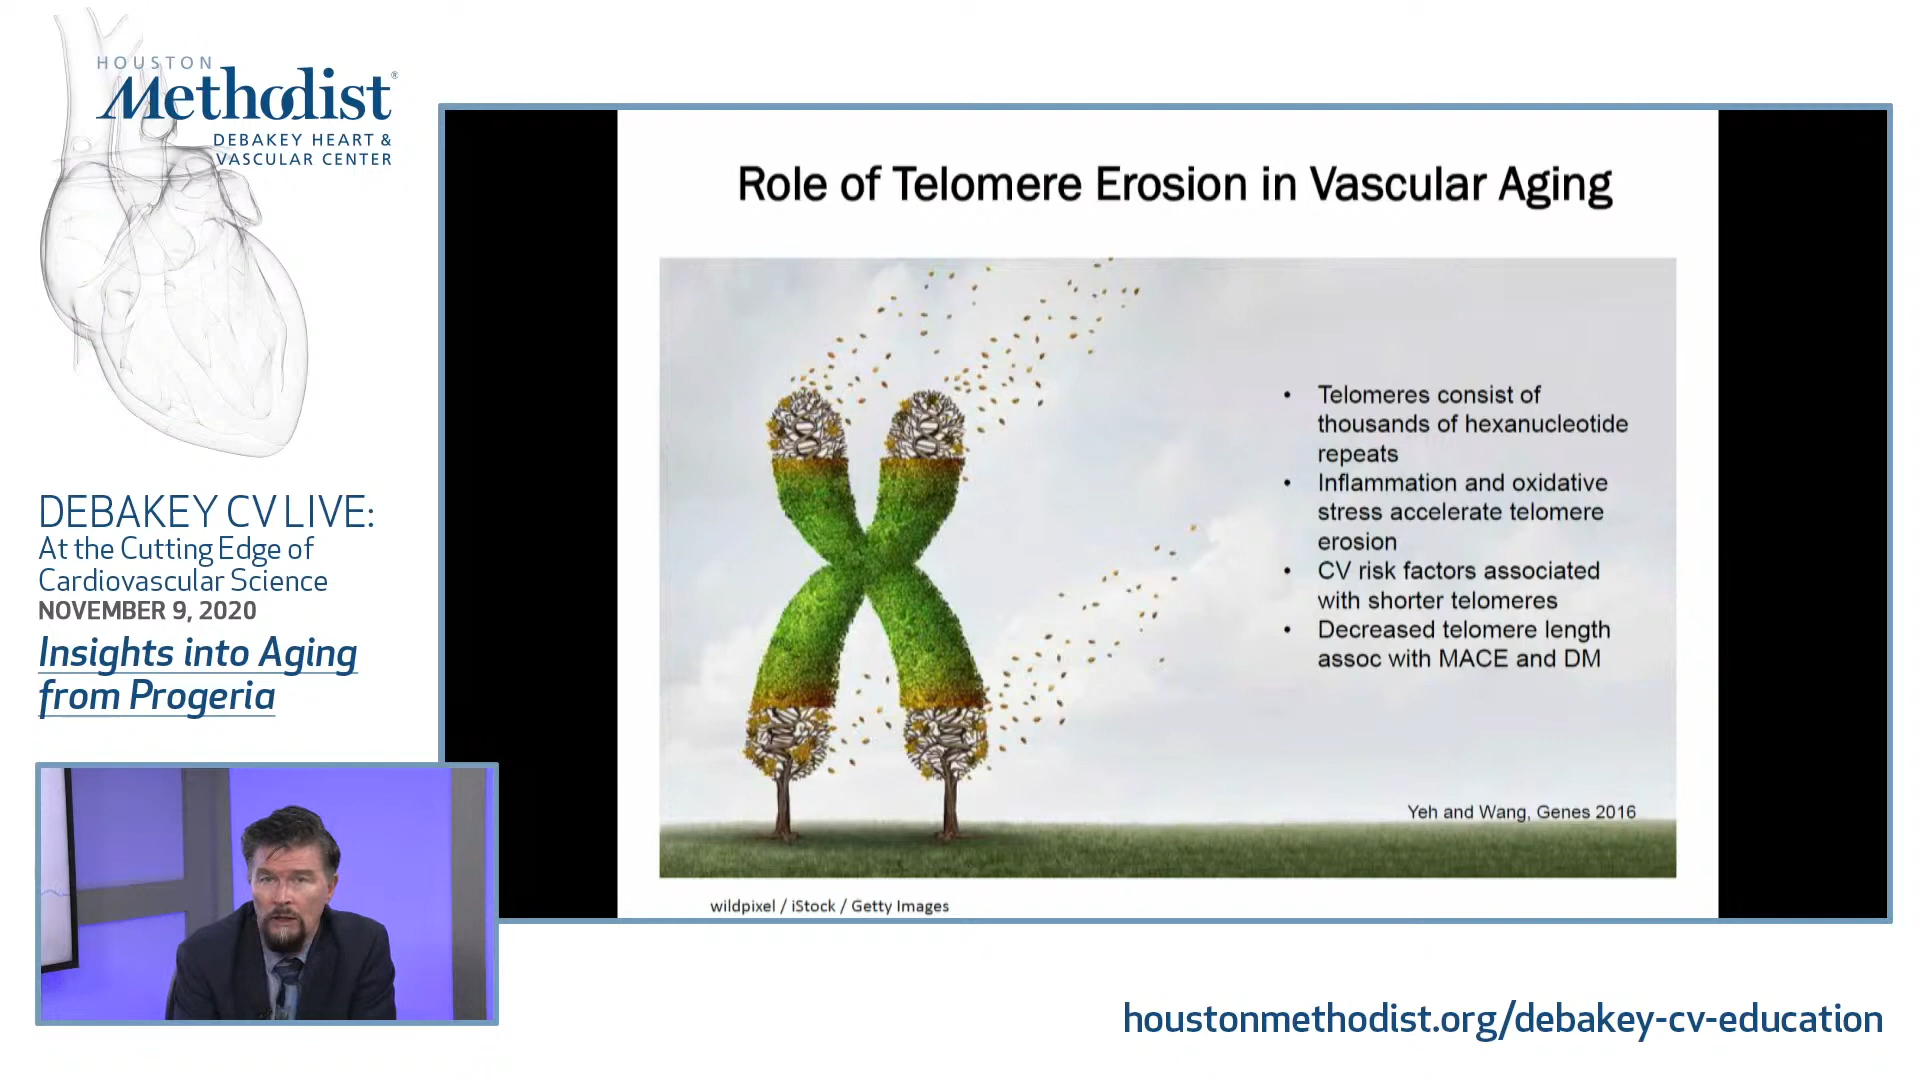 HOUSTON
Methodist®
DEBAKEY HEART &
VASCULAR CENTER
DEBAKEY CV LIVE:
At the Cutting Edge of
Cardiovascular Science
NOVEMBER 9, 2020
Insights into Aging
from Progeria
Role of Telomere Erosion in Vascular Aging
• Telomeres consist of
thousands of hexanucleotide
repeats
• Inflammation and oxidative
stress accelerate telomere
erosion
• CV risk factors associated
with shorter telomeres
• Decreased telomere length
assoc with MACE and DM
Yeh and Wang, Genes 2016
wildpixel / iStock / Getty Images
houstonmethodist.org/debakey-cv-education